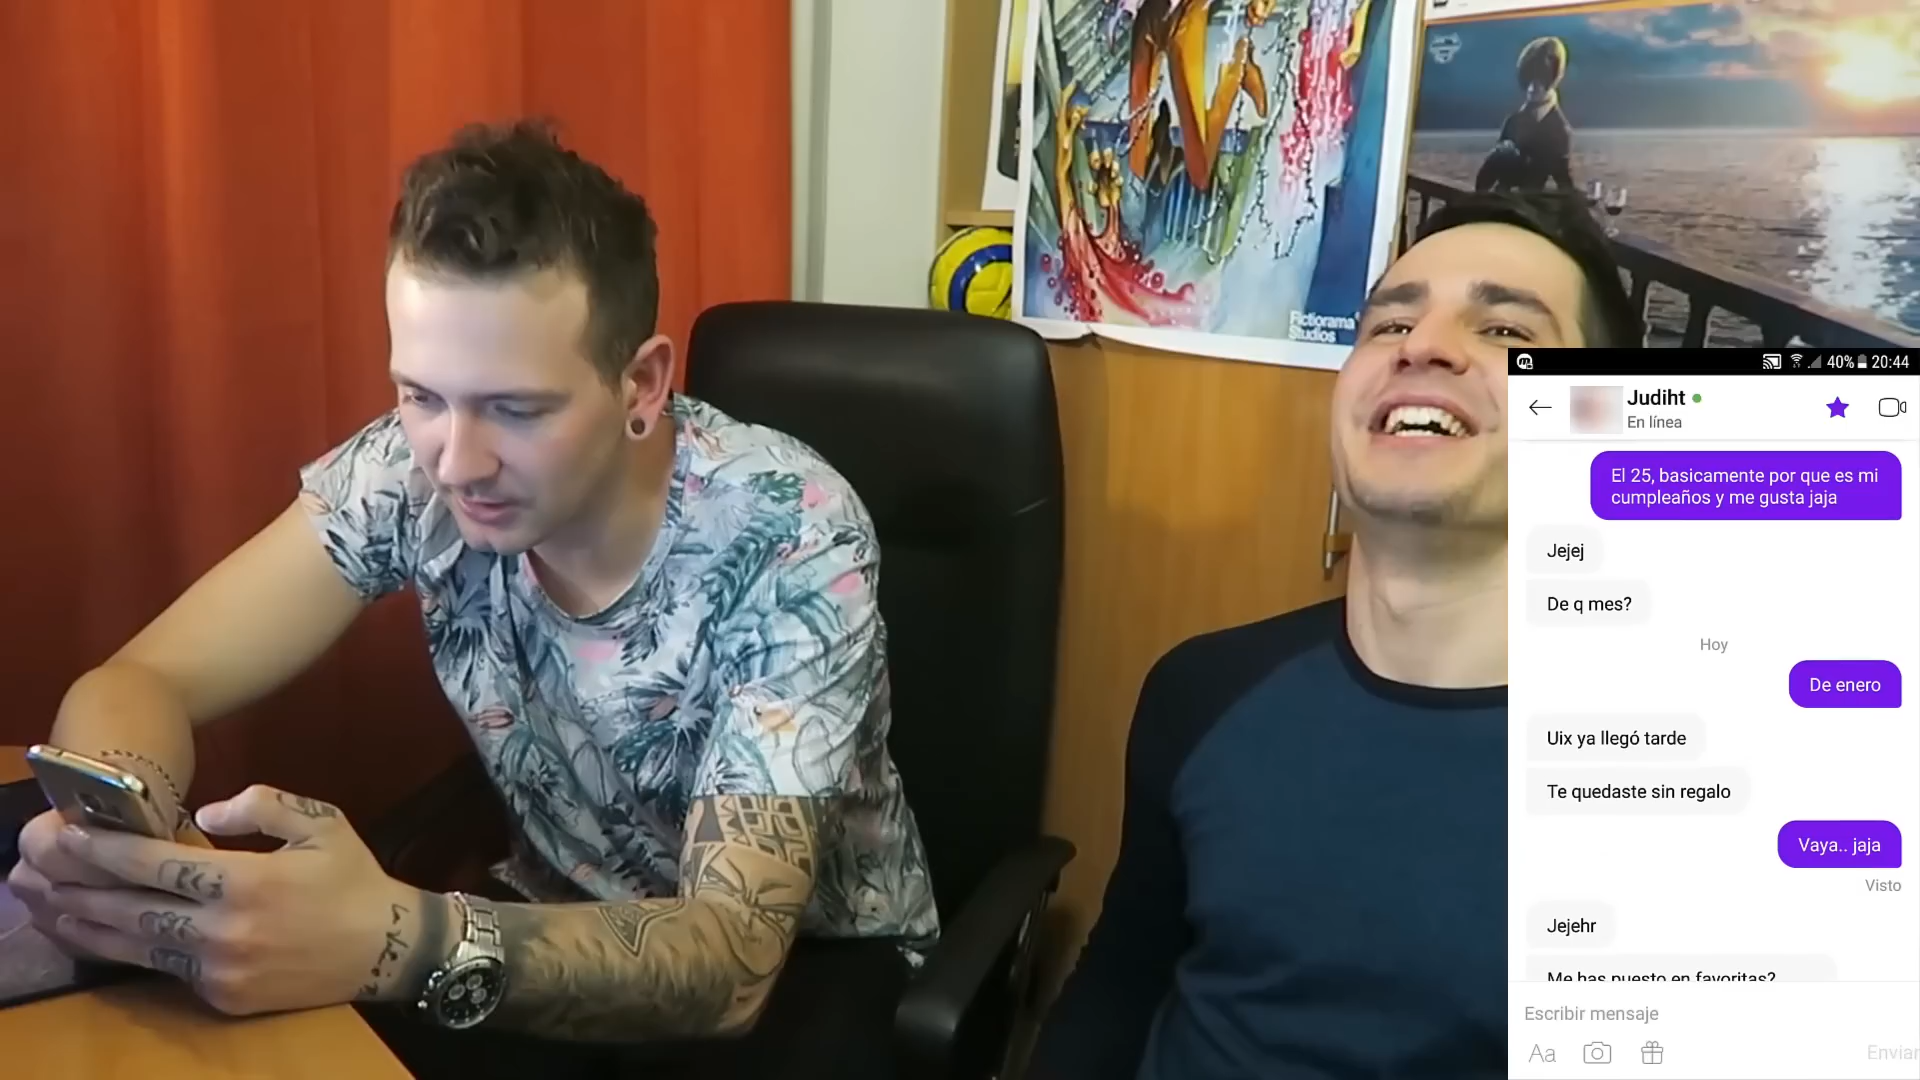 Fictiorama
Studios
40% 20:44
Judiht
En línea
El 25, basicamente por que es mi
cumpleaños y me gusta jaja
Jejej
De q mes?
Hoy
De enero
Uix ya llegó tarde
Te quedaste sin regalo
Vaya.. jaja
Visto
Jejehr
Me has puesto en favoritas?
Escribir mensaje
Aa
Enviar